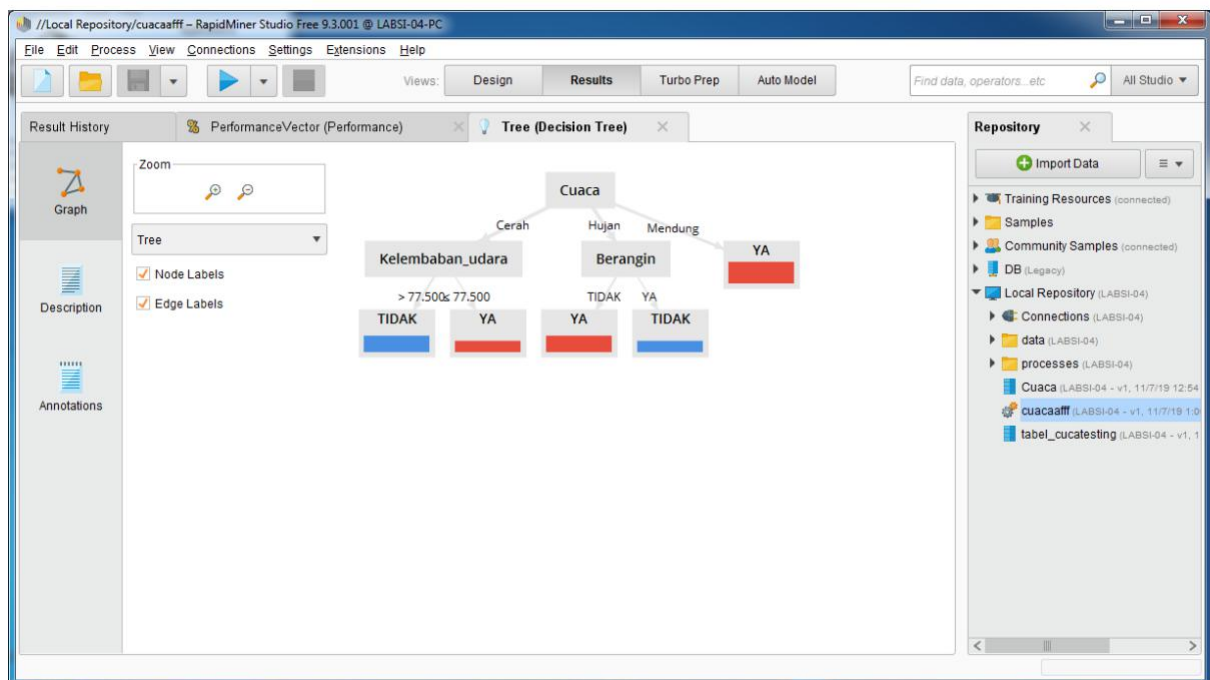 //Local Repository/cuacaafff – RapidMiner Studio Free 9.3.001 @ LABSI-04-PC
File Edit Process View Connections Settings Extensions Help
Views: Design Results Turbo Prep Auto Model Find data, operators...etc All Studio
Result History PerformanceVector (Performance) Tree (Decision Tree) Repository
Graph
Description
Annotations
Zoom
Tree
Node Labels
Edge Labels
Cuaca
Cerah Hujan Mendung
Kelembaban_udara Berangin YA
> 77.500 ≤ 77.500 TIDAK YA
TIDAK YA YA TIDAK
Import Data
Training Resources (connected)
Samples
Community Samples (connected)
DB (Legacy)
Local Repository (LABSI-04)
Connections (LABSI-04)
data (LABSI-04)
processes (LABSI-04)
Cuaca (LABSI-04 - v1, 11/7/19 12:54
cuacaafff (LABSI-04 - v1, 11/7/19 1:0
tabel_cucatesting (LABSI-04 - v1, 1